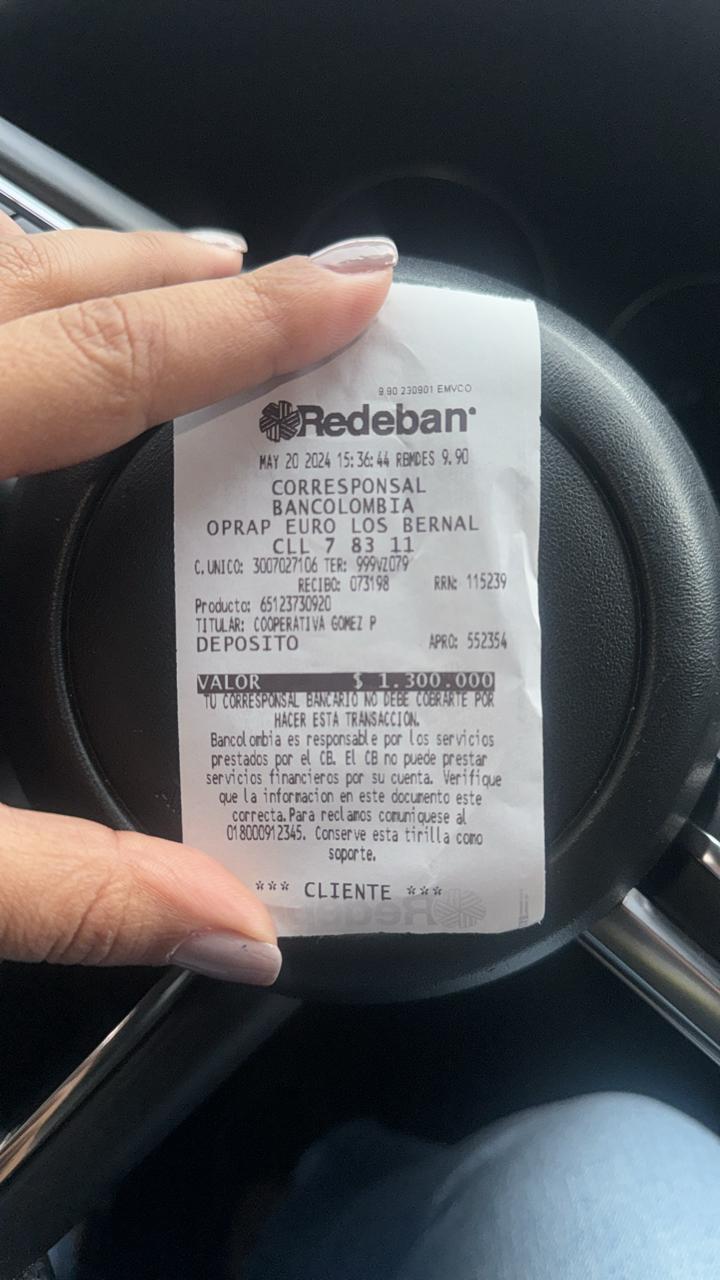 9.90 230901 EMVCO
Redeban
MAY 20 2024 15:36:44 RBMDES 9.90
CORRESPONSAL
BANCOLOMBIA
OPRAP EURO LOS BERNAL
CLL 7 83 11
C.UNICO: 3007027106 TER: 999VZ079
RECIBO: 073198 RRN: 115239
Producto: 65123730920
TITULAR: COOPERATIVA GOMEZ P
DEPOSITO APRO: 552354
VALOR $ 1.300.000
TU CORRESPONSAL BANCARIO NO DEBE COBRARTE POR
HACER ESTA TRANSACCION.
Bancolombia es responsable por los servicios
prestados por el CB. El CB no puede prestar
servicios financieros por su cuenta. Verifique
que la informacion en este documento este
correcta.Para reclamos comuniquese al
018000912345. Conserve esta tirilla como
soporte.
*** CLIENTE ***
Redeban